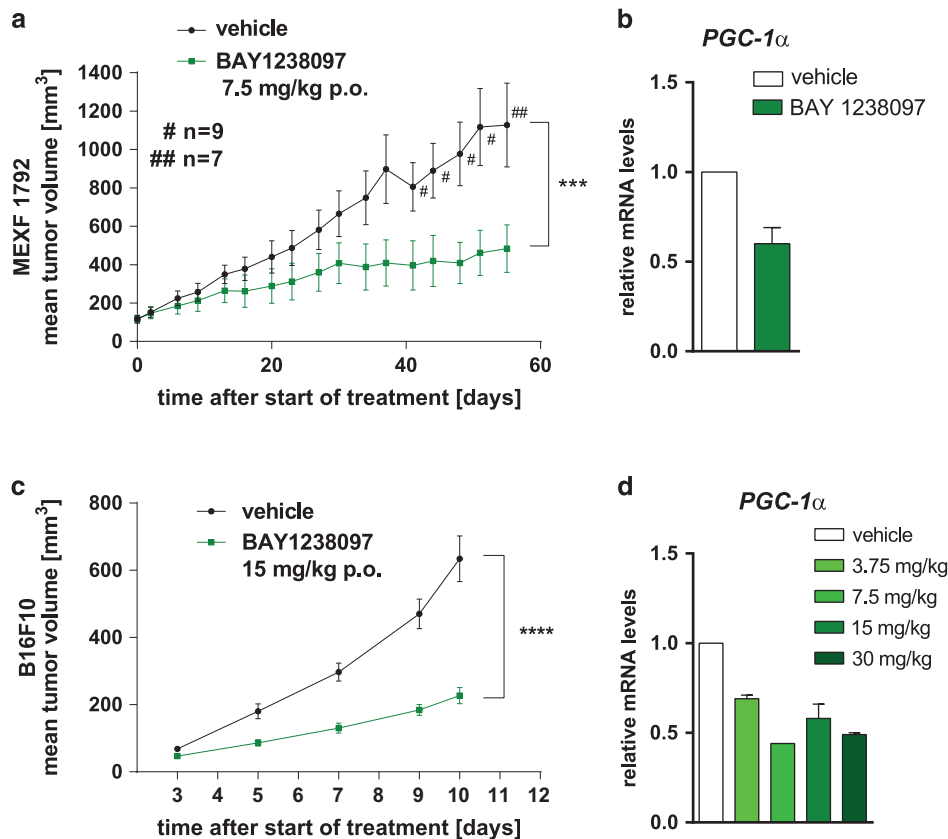 a
vehicle
BAY1238097
7.5 mg/kg p.o.
# n=9
## n=7
MEXF 1792
mean tumor volume [mm³]
1400
1200
1000
800
600
400
200
0
# # # # ##
***
0 20 40 60
time after start of treatment [days]
b
PGC-1α
vehicle
BAY 1238097
relative mRNA levels
1.5
1.0
0.5
0.0
c
vehicle
BAY1238097
15 mg/kg p.o.
B16F10
mean tumor volume [mm³]
800
600
400
200
0
****
3 4 5 6 7 8 9 10 11 12
time after start of treatment [days]
d
PGC-1α
vehicle
3.75 mg/kg
7.5 mg/kg
15 mg/kg
30 mg/kg
relative mRNA levels
1.5
1.0
0.5
0.0